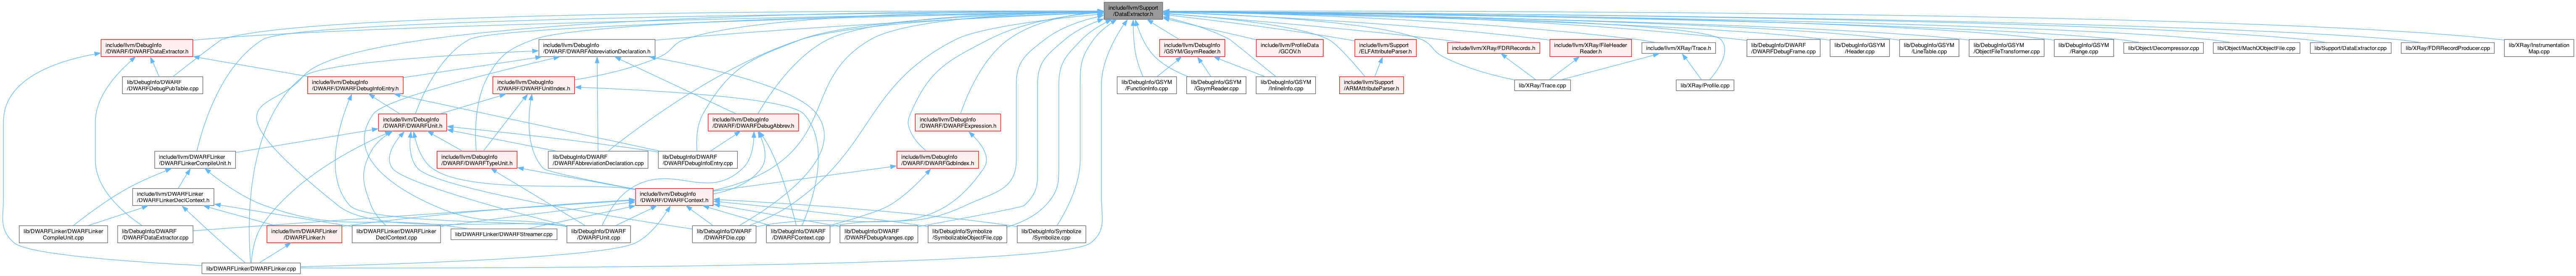 include/llvm/Support
/DataExtractor.h
include/llvm/DebugInfo
/DWARF/DWARFDataExtractor.h
include/llvm/DebugInfo
/DWARF/DWARFAbbreviationDeclaration.h
include/llvm/DebugInfo
/GSYM/GsymReader.h
include/llvm/ProfileData
/GCOV.h
include/llvm/Support
/ELFAttributeParser.h
include/llvm/XRay/FDRRecords.h
include/llvm/XRay/FileHeader
Reader.h
include/llvm/XRay/Trace.h
lib/DebugInfo/DWARF
/DWARFDebugFrame.cpp
lib/DebugInfo/GSYM
/Header.cpp
lib/DebugInfo/GSYM
/LineTable.cpp
lib/DebugInfo/GSYM
/ObjectFileTransformer.cpp
lib/DebugInfo/GSYM
/Range.cpp
lib/Object/Decompressor.cpp
lib/Object/MachOObjectFile.cpp
lib/Support/DataExtractor.cpp
lib/XRay/FDRRecordProducer.cpp
lib/XRay/Instrumentation
Map.cpp
lib/DebugInfo/DWARF
/DWARFDebugPubTable.cpp
include/llvm/DebugInfo
/DWARF/DWARFDebugInfoEntry.h
include/llvm/DebugInfo
/DWARF/DWARFUnitIndex.h
lib/DebugInfo/GSYM
/FunctionInfo.cpp
lib/DebugInfo/GSYM
/GsymReader.cpp
lib/DebugInfo/GSYM
/InlineInfo.cpp
include/llvm/Support
/ARMAttributeParser.h
lib/XRay/Trace.cpp
lib/XRay/Profile.cpp
include/llvm/DebugInfo
/DWARF/DWARFUnit.h
include/llvm/DebugInfo
/DWARF/DWARFDebugAbbrev.h
include/llvm/DebugInfo
/DWARF/DWARFExpression.h
include/llvm/DWARFLinker
/DWARFLinkerCompileUnit.h
include/llvm/DebugInfo
/DWARF/DWARFTypeUnit.h
lib/DebugInfo/DWARF
/DWARFAbbreviationDeclaration.cpp
lib/DebugInfo/DWARF
/DWARFDebugInfoEntry.cpp
include/llvm/DebugInfo
/DWARF/DWARFGdbIndex.h
include/llvm/DWARFLinker
/DWARFLinkerDeclContext.h
include/llvm/DebugInfo
/DWARF/DWARFContext.h
lib/DWARFLinker/DWARFLinker
CompileUnit.cpp
lib/DebugInfo/DWARF
/DWARFDataExtractor.cpp
include/llvm/DWARFLinker
/DWARFLinker.h
lib/DWARFLinker/DWARFLinker
DeclContext.cpp
lib/DWARFLinker/DWARFStreamer.cpp
lib/DebugInfo/DWARF
/DWARFUnit.cpp
lib/DebugInfo/DWARF
/DWARFDie.cpp
lib/DebugInfo/DWARF
/DWARFContext.cpp
lib/DebugInfo/DWARF
/DWARFDebugAranges.cpp
lib/DebugInfo/Symbolize
/SymbolizableObjectFile.cpp
lib/DebugInfo/Symbolize
/Symbolize.cpp
lib/DWARFLinker/DWARFLinker.cpp